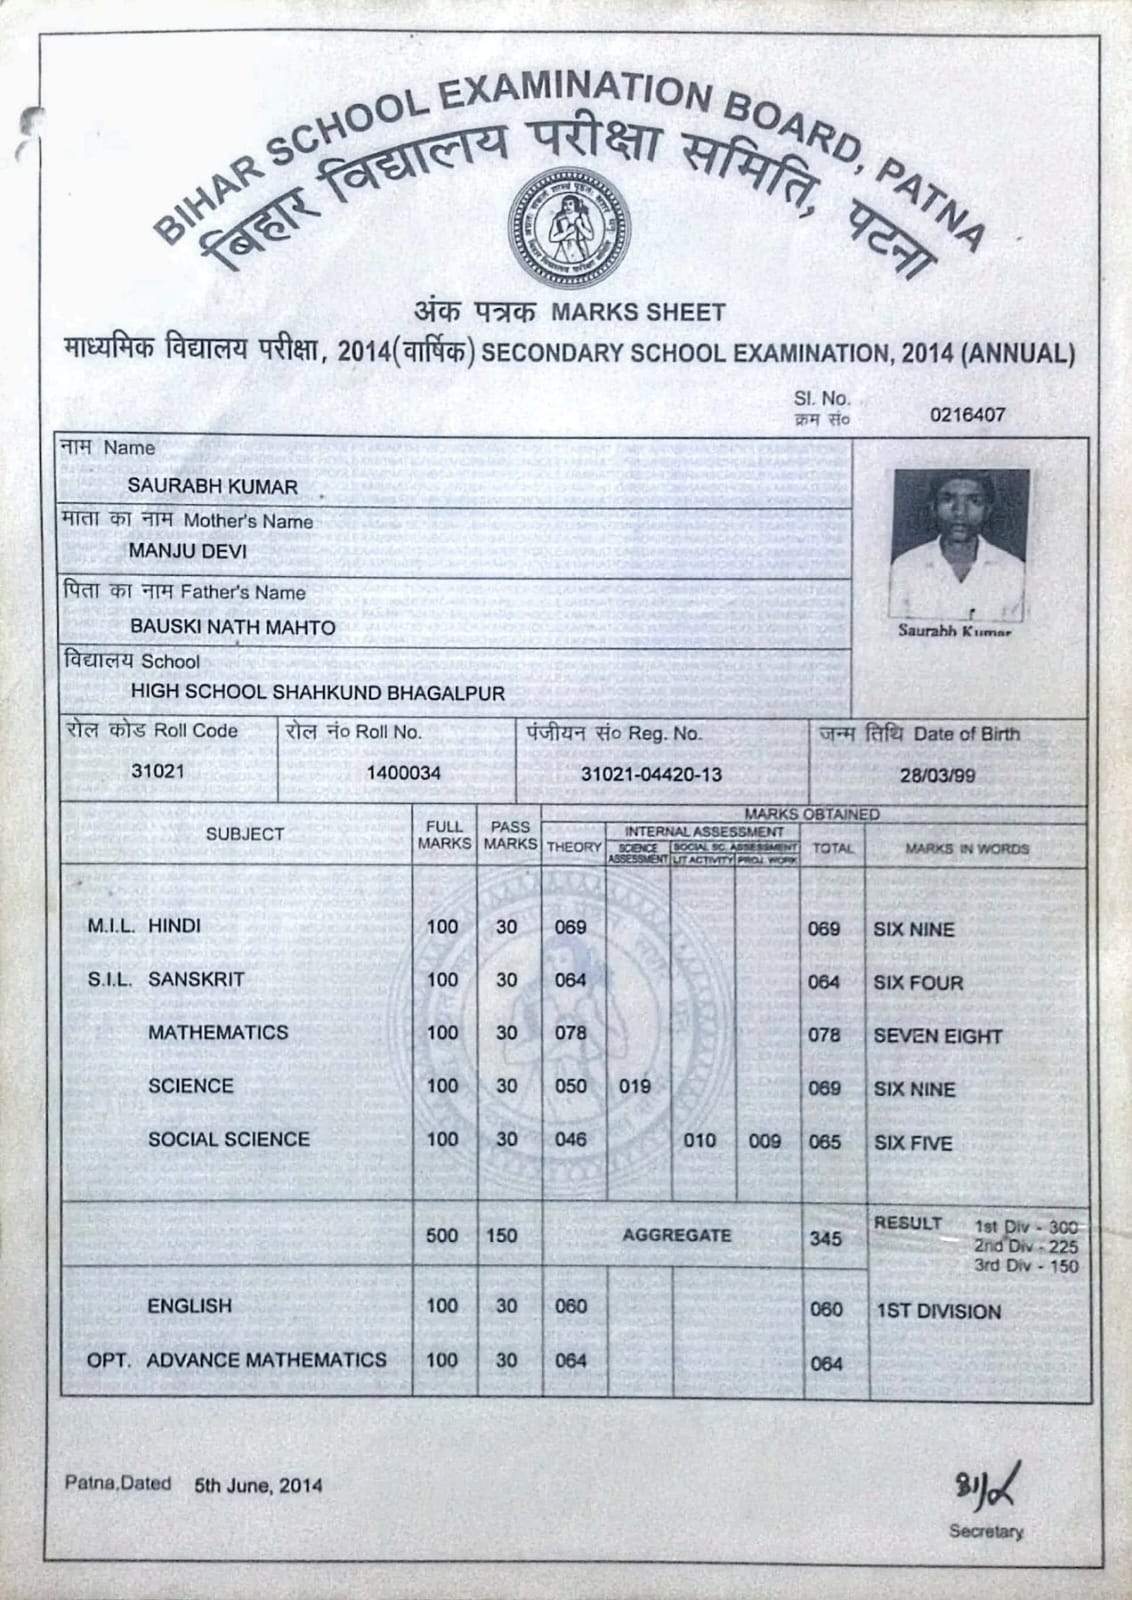 BIHAR SCHOOL EXAMINATION BOARD, PATNA
बिहार विद्यालय परीक्षा समिति, पटना
अंक पत्रक MARKS SHEET
माध्यमिक विद्यालय परीक्षा, 2014(वार्षिक) SECONDARY SCHOOL EXAMINATION, 2014 (ANNUAL)
Sl. No.
क्रम सं० 0216407
नाम Name
SAURABH KUMAR
माता का नाम Mother's Name
MANJU DEVI
पिता का नाम Father's Name
BAUSKI NATH MAHTO
Saurabh Kumar
विद्यालय School
HIGH SCHOOL SHAHKUND BHAGALPUR
रोल कोड Roll Code रोल नं० Roll No. पंजीयन सं० Reg. No. जन्म तिथि Date of Birth
31021 1400034 31021-04420-13 28/03/99
SUBJECT FULL MARKS PASS MARKS MARKS OBTAINED
THEORY INTERNAL ASSESSMENT TOTAL MARKS IN WORDS
SCIENCE ASSESSMENT SOCIAL SC. ASSESSMENT
LIT ACTIVITY PROJ. WORK
M.I.L. HINDI 100 30 069 069 SIX NINE
S.I.L. SANSKRIT 100 30 064 064 SIX FOUR
MATHEMATICS 100 30 078 078 SEVEN EIGHT
SCIENCE 100 30 050 019 069 SIX NINE
SOCIAL SCIENCE 100 30 046 010 009 065 SIX FIVE
500 150 AGGREGATE 345 RESULT 1st Div - 300
2nd Div - 225
3rd Div - 150
ENGLISH 100 30 060 060 1ST DIVISION
OPT. ADVANCE MATHEMATICS 100 30 064 064
Patna,Dated 5th June, 2014
Secretary